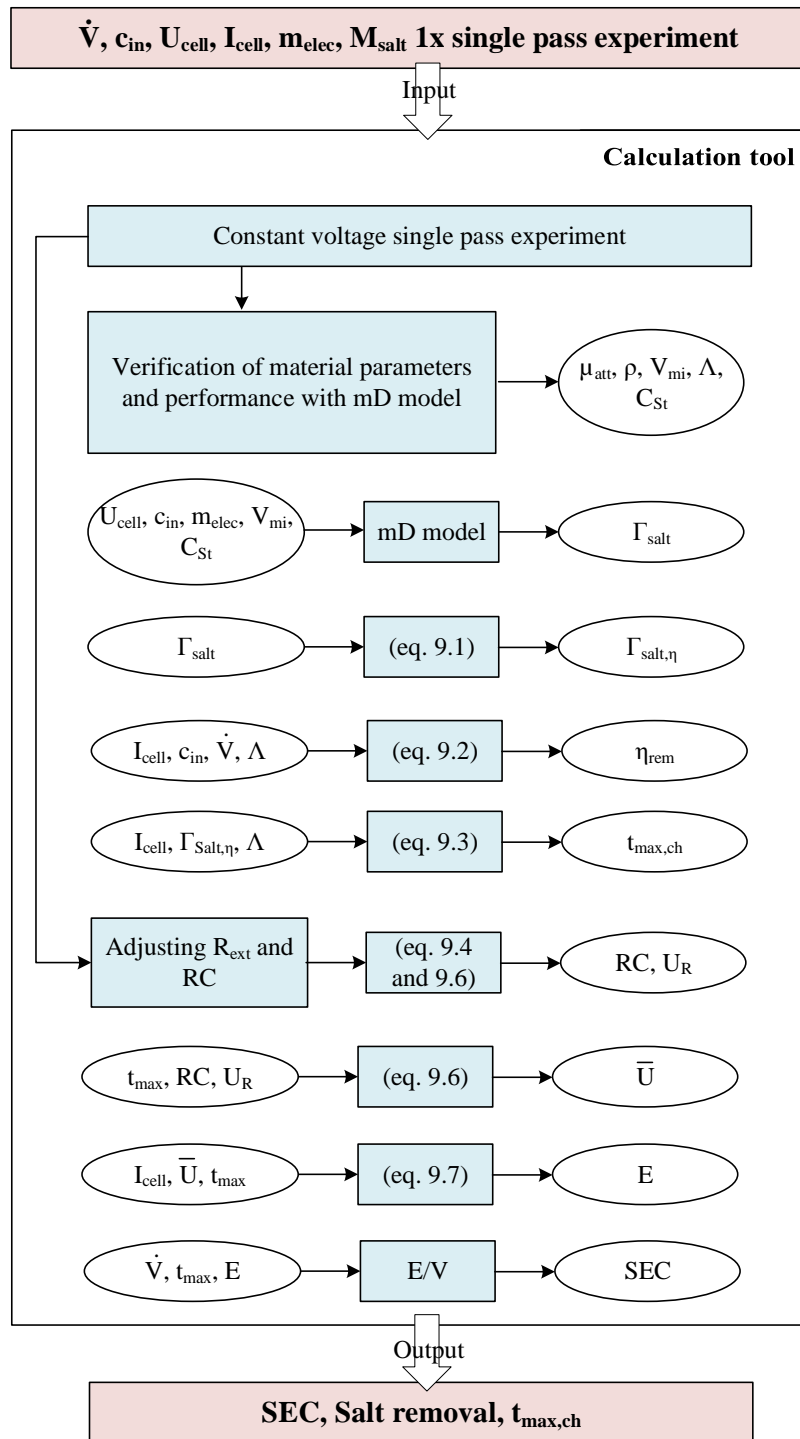 V̇, c_in, U_cell, I_cell, m_elec, M_salt 1x single pass experiment
Input
Calculation tool
Constant voltage single pass experiment
Verification of material parameters
and performance with mD model
μ_att, ρ, V_mi, Λ,
C_St
U_cell, c_in, m_elec, V_mi,
C_St
mD model
Γ_salt
Γ_salt
(eq. 9.1)
Γ_salt,η
I_cell, c_in, V̇, Λ
(eq. 9.2)
η_rem
I_cell, Γ_Salt,η, Λ
(eq. 9.3)
t_max,ch
Adjusting R_ext and
RC
(eq. 9.4
and 9.6)
RC, U_R
t_max, RC, U_R
(eq. 9.6)
U̅
I_cell, U̅, t_max
(eq. 9.7)
E
V̇, t_max, E
E/V
SEC
Output
SEC, Salt removal, t_max,ch